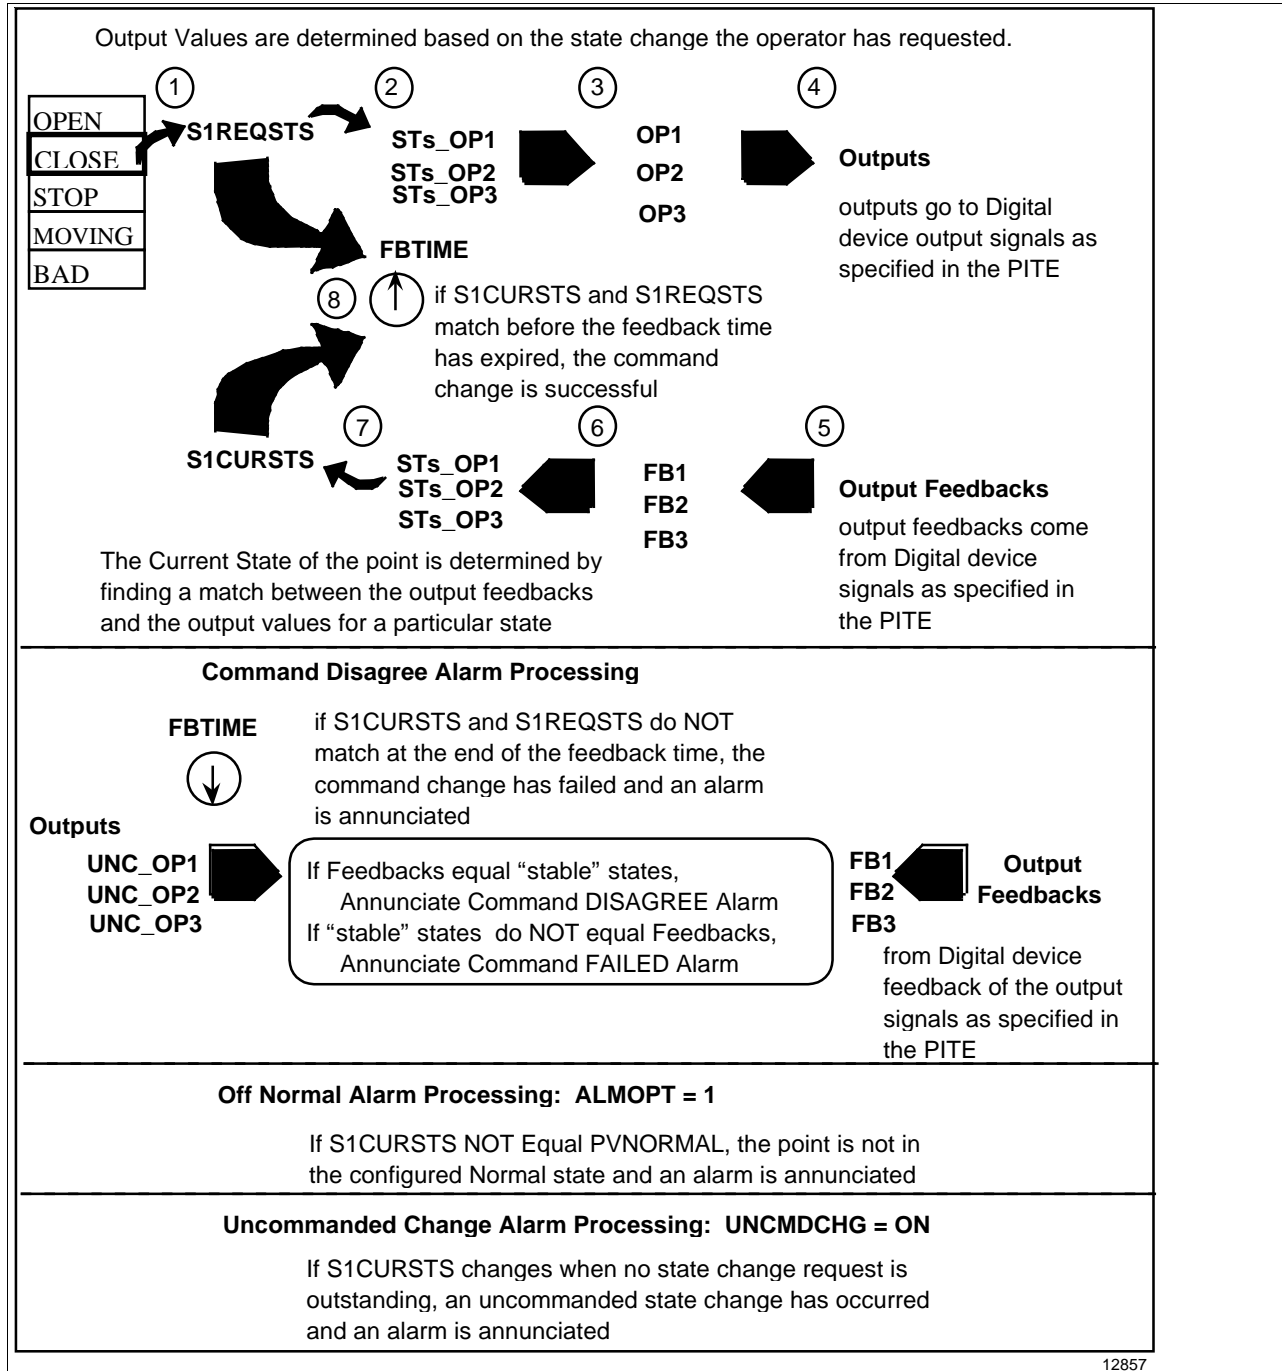 Output Values are determined based on the state change the operator has requested.
1
2
3
4
OPEN
CLOSE
STOP
MOVING
BAD
S1REQSTS
STs_OP1
STs_OP2
STs_OP3
OP1
OP2
OP3
Outputs
outputs go to Digital
device output signals as
specified in the PITE
FBTIME
8
if S1CURSTS and S1REQSTS
match before the feedback time
has expired, the command
change is successful
7
6
5
S1CURSTS
STs_OP1
STs_OP2
STs_OP3
FB1
FB2
FB3
Output Feedbacks
output feedbacks come
from Digital device
signals as specified in
the PITE
The Current State of the point is determined by
finding a match between the output feedbacks
and the output values for a particular state
Command Disagree Alarm Processing
FBTIME
if S1CURSTS and S1REQSTS do NOT
match at the end of the feedback time, the
command change has failed and an alarm
is annunciated
Outputs
UNC_OP1
UNC_OP2
UNC_OP3
If Feedbacks equal “stable” states,
Annunciate Command DISAGREE Alarm
If “stable” states do NOT equal Feedbacks,
Annunciate Command FAILED Alarm
FB1
FB2
FB3
Output
Feedbacks
from Digital device
feedback of the output
signals as specified in
the PITE
Off Normal Alarm Processing: ALMOPT = 1
If S1CURSTS NOT Equal PVNORMAL, the point is not in
the configured Normal state and an alarm is annunciated
Uncommanded Change Alarm Processing: UNCMDCHG = ON
If S1CURSTS changes when no state change request is
outstanding, an uncommanded state change has occurred
and an alarm is annunciated
12857